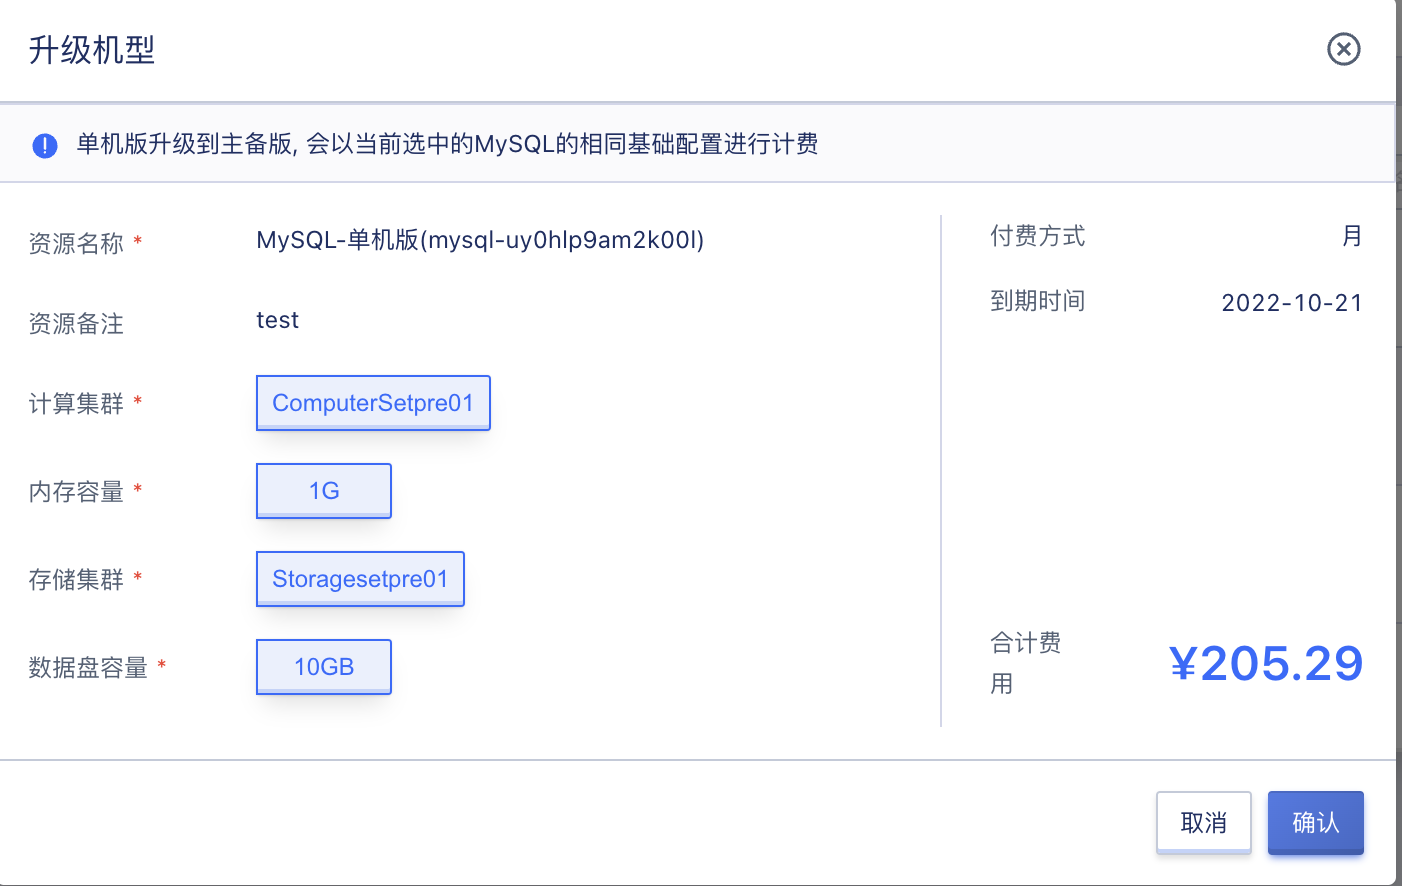 升级机型
单机版升级到主备版, 会以当前选中的MySQL的相同基础配置进行计费
资源名称 * MySQL-单机版(mysql-uy0hlp9am2k00l)
资源备注 test
计算集群 * ComputerSetpre01
内存容量 * 1G
存储集群 * Storagesetpre01
数据盘容量 * 10GB
付费方式 月
到期时间 2022-10-21
合计费
用
¥205.29
取消 确认